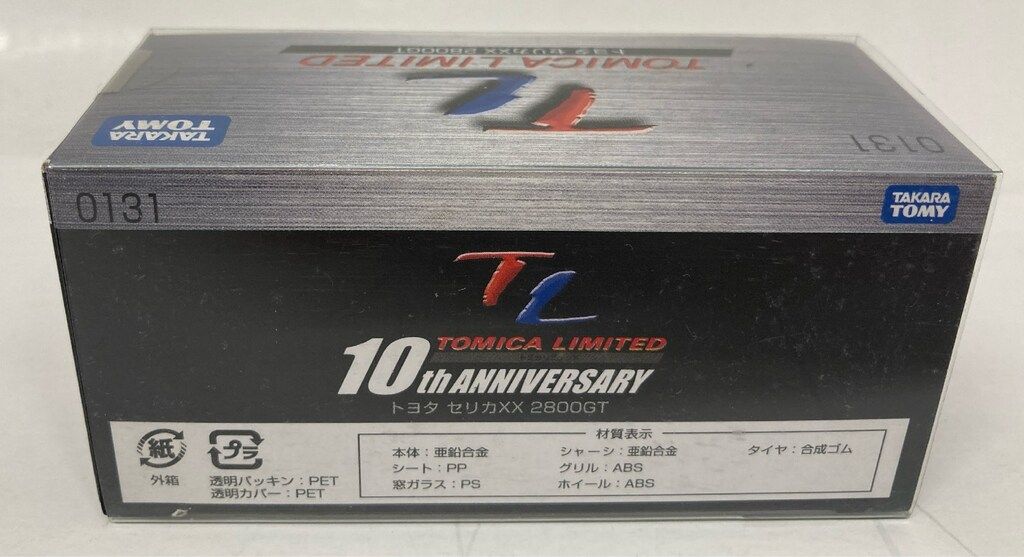 トヨタ セリカXX 2800GT
TOMICA LIMITED
TL
TAKARA TOMY
0131
0131
TAKARA
TOMY
TL
TOMICA LIMITED
10th ANNIVERSARY
トヨタ セリカXX 2800GT
材質表示
紙
外箱
プラ
透明パッキン：PET
透明カバー：PET
本体：亜鉛合金
シート：PP
窓ガラス：PS
シャーシ：亜鉛合金
グリル：ABS
ホイール：ABS
タイヤ：合成ゴム